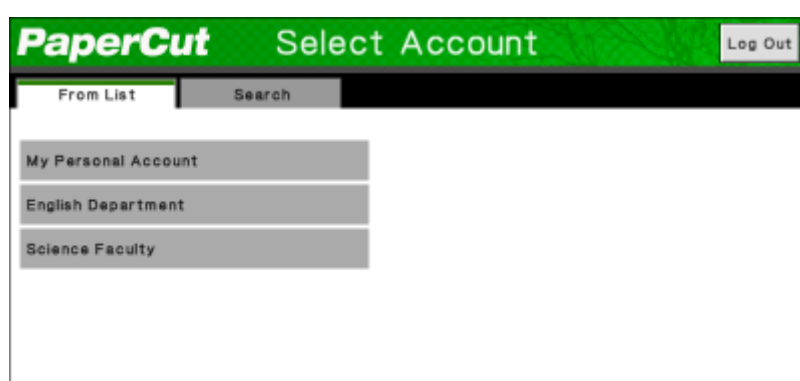 PaperCut Select Account Log Out
From List Search
My Personal Account
English Department
Science Faculty